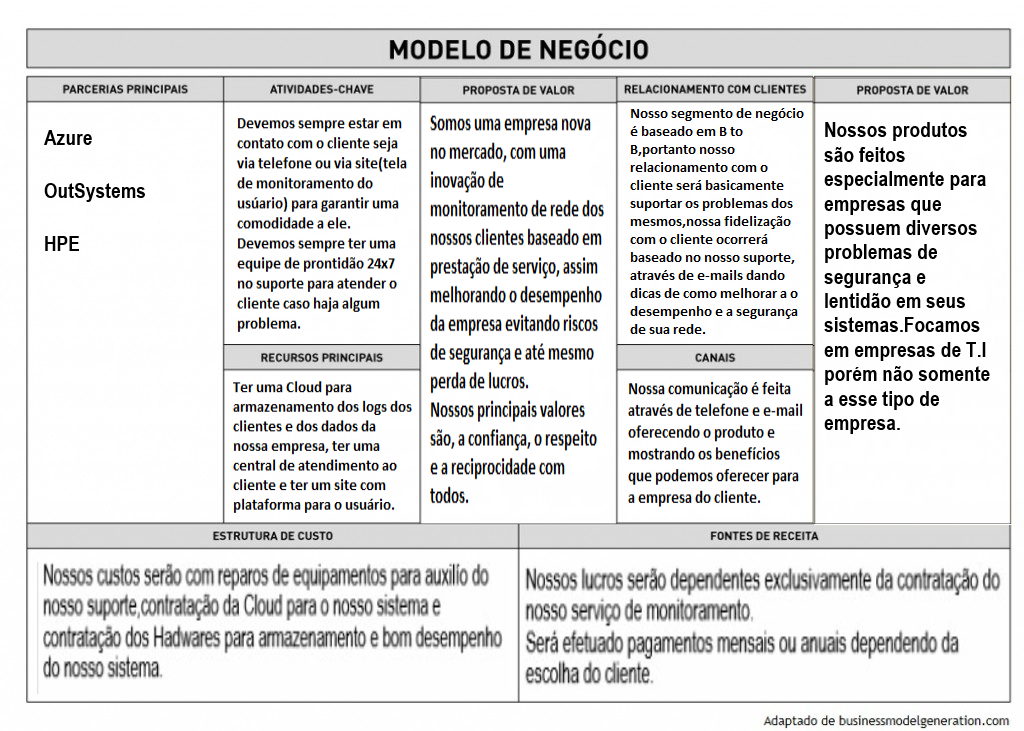 MODELO DE NEGÓCIO
PARCERIAS PRINCIPAIS
Azure
OutSystems
HPE
ATIVIDADES-CHAVE
Devemos sempre estar em
contato com o cliente seja
via telefone ou via site(tela
de monitoramento do
usúario) para garantir uma
comodidade a ele.
Devemos sempre ter uma
equipe de prontidão 24x7
no suporte para atender o
cliente caso haja algum
problema.
RECURSOS PRINCIPAIS
Ter uma Cloud para
armazenamento dos logs dos
clientes e dos dados da
nossa empresa, ter uma
central de atendimento ao
cliente e ter um site com
plataforma para o usuário.
PROPOSTA DE VALOR
Somos uma empresa nova
no mercado, com uma
inovação de
monitoramento de rede dos
nossos clientes baseado em
prestação de serviço, assim
melhorando o desempenho
da empresa evitando riscos
de segurança e até mesmo
perda de lucros.
Nossos principais valores
são, a confiança, o respeito
e a reciprocidade com
todos.
RELACIONAMENTO COM CLIENTES
Nosso segmento de negócio
é baseado em B to
B,portanto nosso
relacionamento com o
cliente será basicamente
suportar os problemas dos
mesmos,nossa fidelização
com o cliente ocorrerá
baseado no nosso suporte,
através de e-mails dando
dicas de como melhorar a o
desempenho e a segurança
de sua rede.
CANAIS
Nossa comunicação é feita
através de telefone e e-mail
oferecendo o produto e
mostrando os benefícios
que podemos oferecer para
a empresa do cliente.
PROPOSTA DE VALOR
Nossos produtos
são feitos
especialmente para
empresas que
possuem diversos
problemas de
segurança e
lentidão em seus
sistemas.Focamos
em empresas de T.I
porém não somente
a esse tipo de
empresa.
ESTRUTURA DE CUSTO
Nossos custos serão com reparos de equipamentos para auxilío do
nosso suporte,contratação da Cloud para o nosso sistema e
contratação dos Hadwares para armazenamento e bom desempenho
do nosso sistema.
FONTES DE RECEITA
Nossos lucros serão dependentes exclusivamente da contratação do
nosso serviço de monitoramento.
Será efetuado pagamentos mensais ou anuais dependendo da
escolha do cliente.
Adaptado de businessmodelgeneration.com